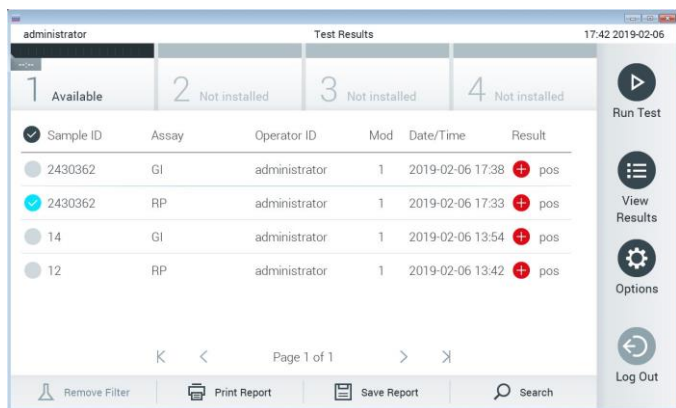 administrator Test Results 17:42 2019-02-06
--:--
1 Available 2 Not installed 3 Not installed 4 Not installed
Run Test
Sample ID Assay Operator ID Mod Date/Time Result
2430362 GI administrator 1 2019-02-06 17:38 pos
2430362 RP administrator 1 2019-02-06 17:33 pos
View
Results
14 GI administrator 1 2019-02-06 13:54 pos
12 RP administrator 1 2019-02-06 13:42 pos
Options
Page 1 of 1
Log Out
Remove Filter Print Report Save Report Search